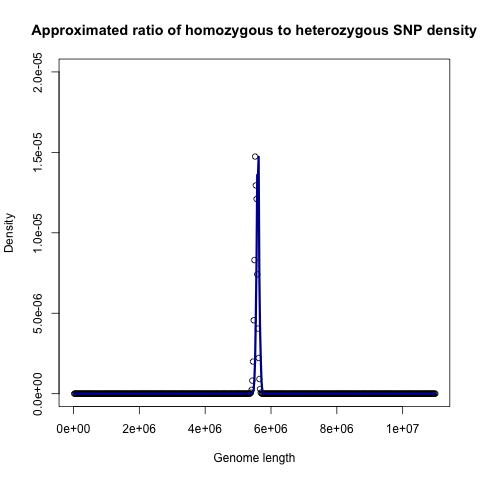 Approximated ratio of homozygous to heterozygous SNP density
2.0e-05
1.5e-05
1.0e-05
5.0e-06
0.0e+00
Density
0e+00 2e+06 4e+06 6e+06 8e+06 1e+07
Genome length